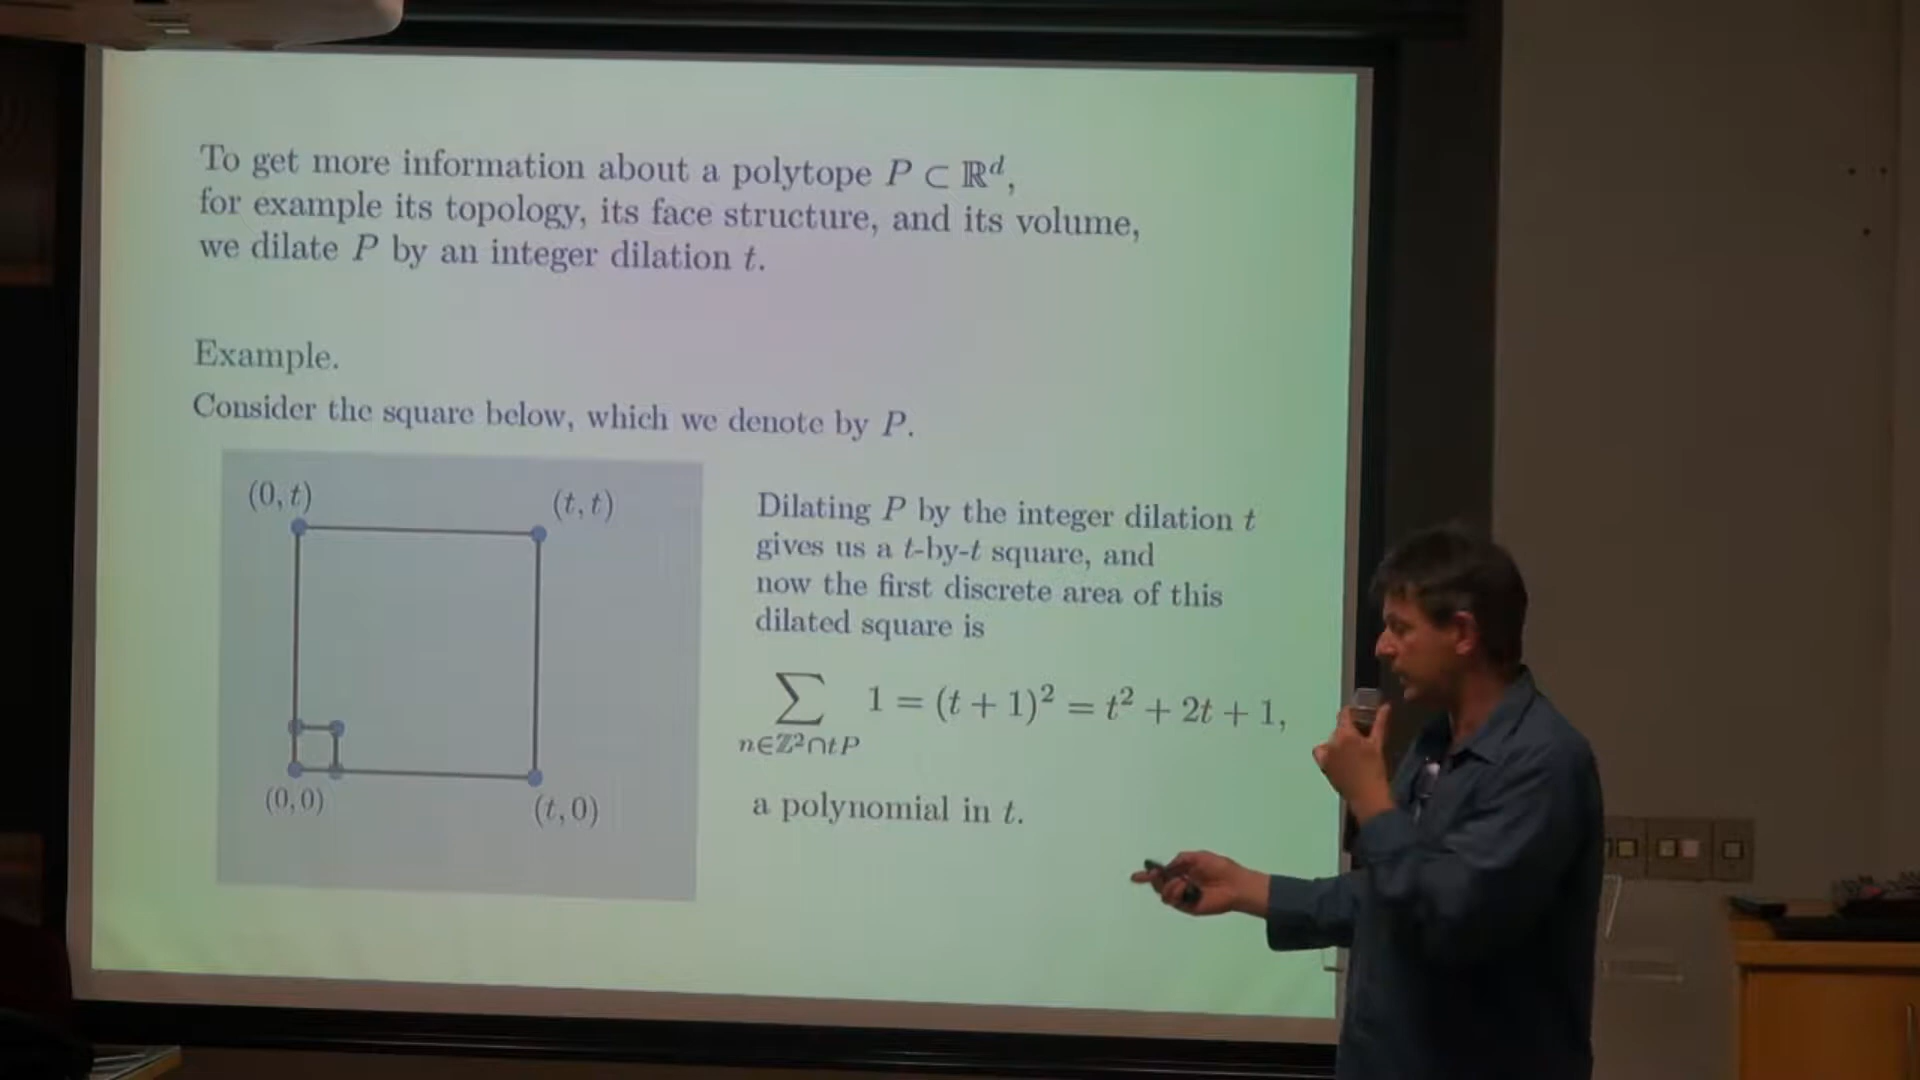 To get more information about a polytope P ⊂ ℝᵈ,
for example its topology, its face structure, and its volume,
we dilate P by an integer dilation t.
Example.
Consider the square below, which we denote by P.
(0, t)
(t, t)
(0, 0)
(t, 0)
Dilating P by the integer dilation t
gives us a t-by-t square, and
now the first discrete area of this
dilated square is
∑ 1 = (t + 1)² = t² + 2t + 1,
n∈ℤ²∩tP
a polynomial in t.